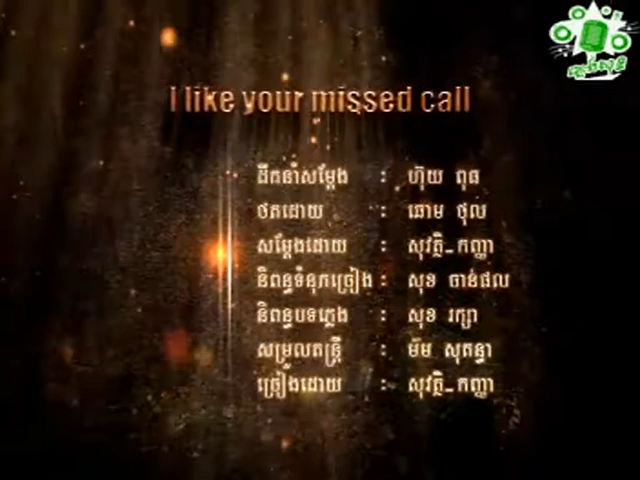 I like your missed call
ដឹកនាំសម្តែង : ហ៊ុយ ពុធ
ថតដោយ : ឆោម ថុល
សម្តែងដោយ : សុវត្ថិ-កញ្ញា
និពន្ធទំនុកច្រៀង : សុខ ចាន់ផល
និពន្ធបទភ្លេង : សុខ រក្សា
សម្រួលតន្ត្រី : ម៉ម សុតន្ធា
ច្រៀងដោយ : សុវត្ថិ-កញ្ញា